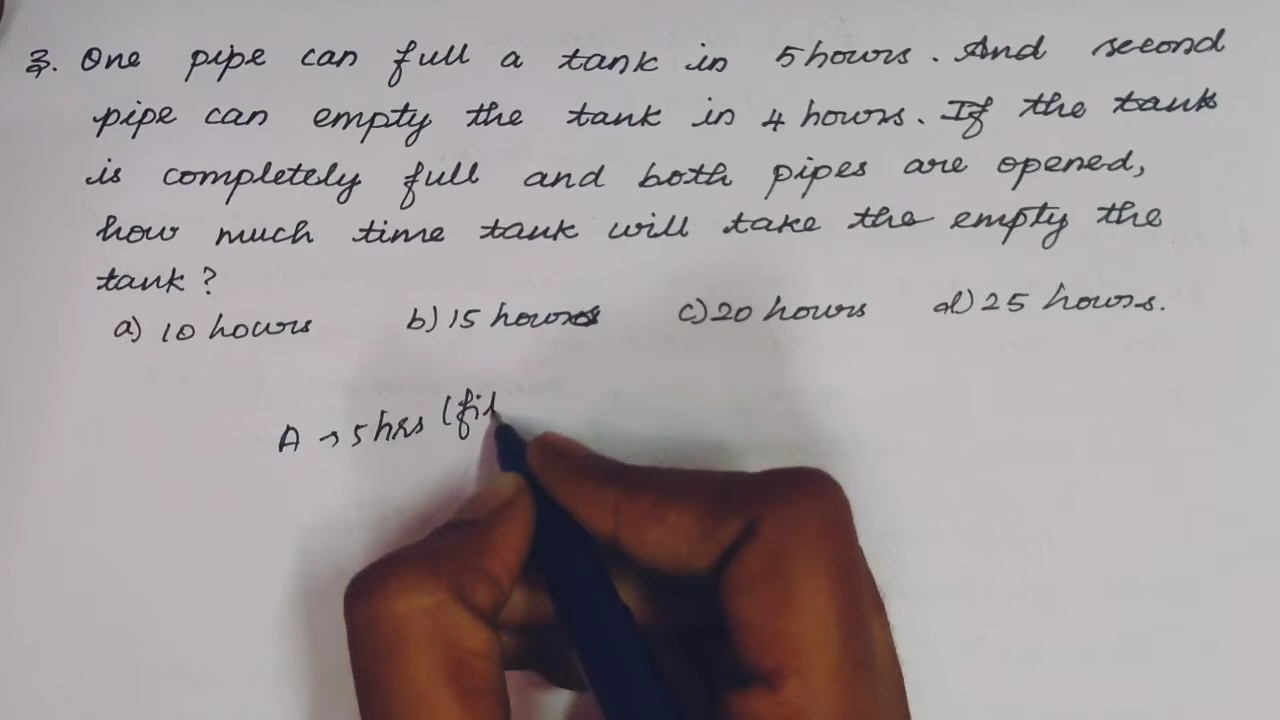 3. One pipe can full a tank in 5 hours. And second
pipe can empty the tank in 4 hours. If the tank
is completely full and both pipes are opened,
how much time tank will take the empty the
tank?
a) 10 hours b) 15 hours c) 20 hours d) 25 hours.
A → 5 hrs (fil